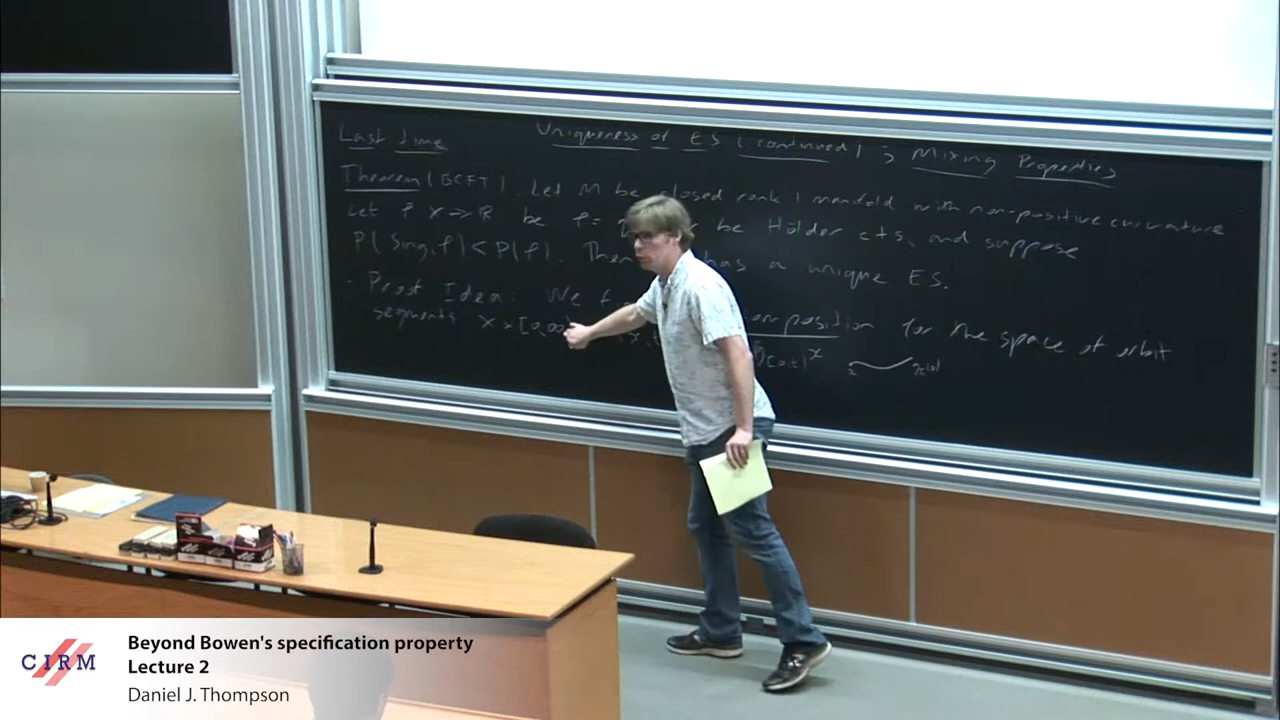 Last time
Uniqueness of ES (continued) ; Mixing Properties
Theorem (BCFT). Let M be closed rank 1 manifold with non-positive curvature
Let φ X → ℝ be φ = be Hölder cts, and suppose
P(Sing, φ) < P(φ). Then has a unique ES.
- Proof Idea: We composition for the space of orbit
segments X × [0,∞)
CIRM
Beyond Bowen's specification property
Lecture 2
Daniel J. Thompson